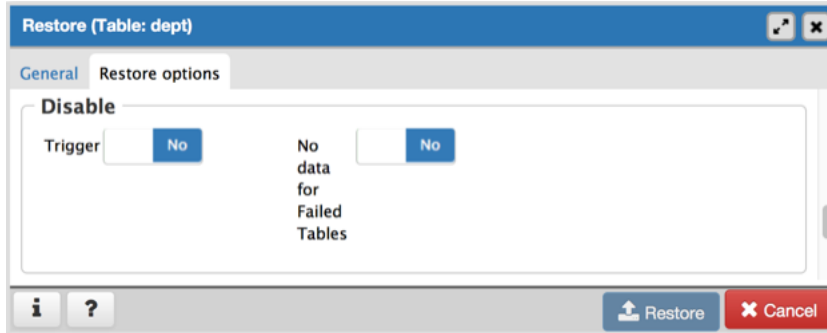 Restore (Table: dept)
General Restore options
Disable
Trigger No No No
data
for
Failed
Tables
i ? Restore Cancel